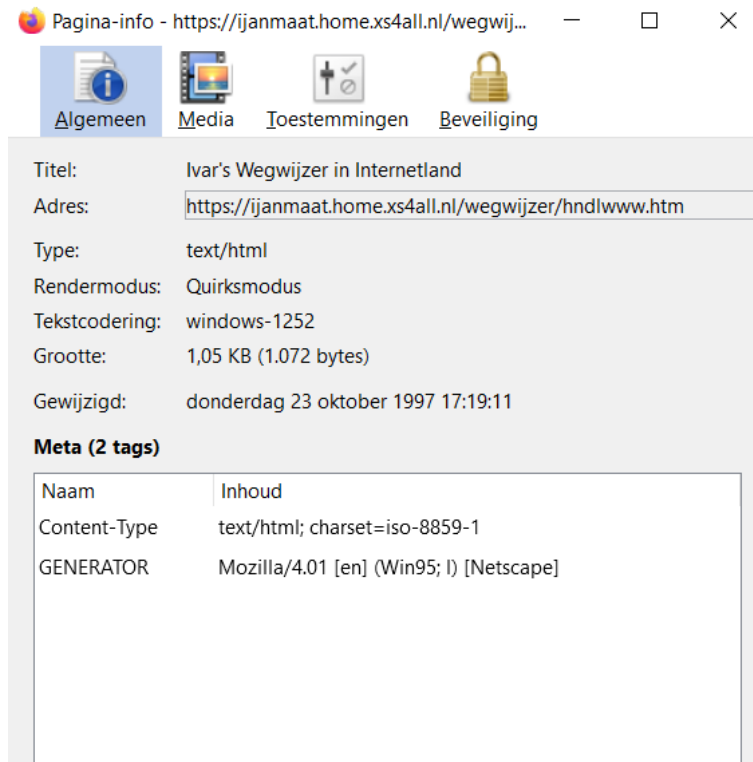 Pagina-info - https://ijanmaat.home.xs4all.nl/wegwij...
Algemeen Media Toestemmingen Beveiliging
Titel: Ivar's Wegwijzer in Internetland
Adres: https://ijanmaat.home.xs4all.nl/wegwijzer/hndlwww.htm
Type: text/html
Rendermodus: Quirksmodus
Tekstcodering: windows-1252
Grootte: 1,05 KB (1.072 bytes)
Gewijzigd: donderdag 23 oktober 1997 17:19:11
Meta (2 tags)
Naam Inhoud
Content-Type text/html; charset=iso-8859-1
GENERATOR Mozilla/4.01 [en] (Win95; I) [Netscape]